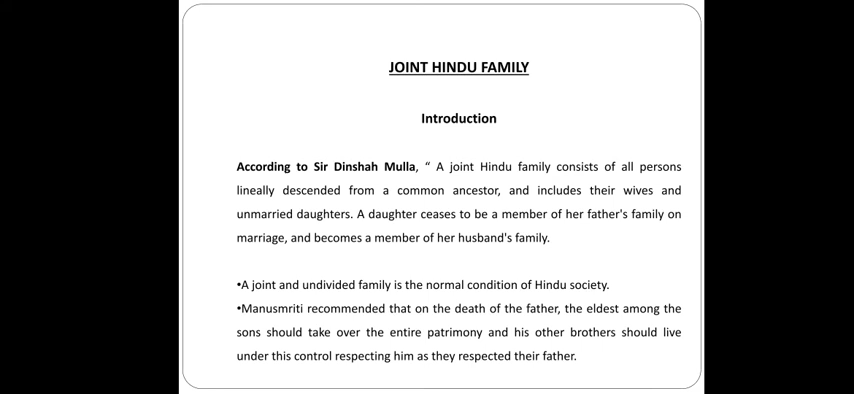 JOINT HINDU FAMILY
Introduction
According to Sir Dinshah Mulla, “ A joint Hindu family consists of all persons
lineally descended from a common ancestor, and includes their wives and
unmarried daughters. A daughter ceases to be a member of her father's family on
marriage, and becomes a member of her husband's family.
•A joint and undivided family is the normal condition of Hindu society.
•Manusmriti recommended that on the death of the father, the eldest among the
sons should take over the entire patrimony and his other brothers should live
under this control respecting him as they respected their father.